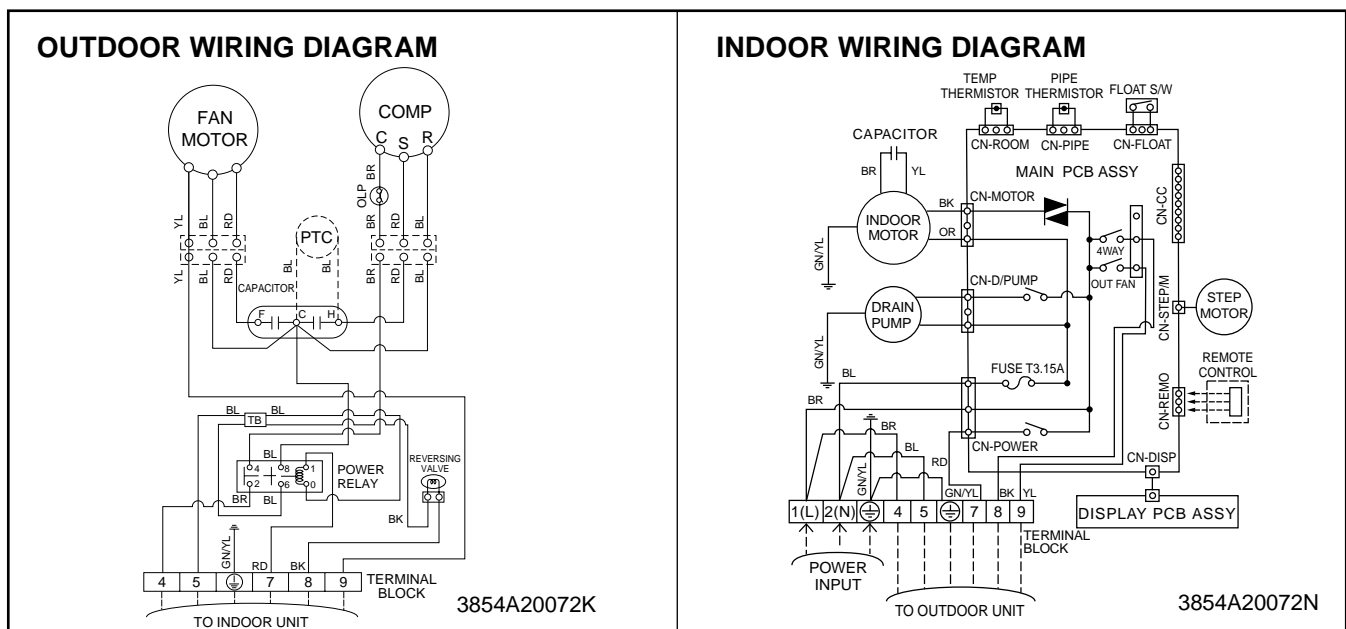 OUTDOOR WIRING DIAGRAM
FAN
MOTOR
COMP
C S R
BR
OLP
YL
BL
RD
BR
RD
BL
PTC
YL
BL
RD
BL
BL
BR
RD
BL
CAPACITOR
F C H
BL
TB
BL
BL
4 8 1
2 6 0
POWER
RELAY
BR
BL
REVERSING
VALVE
BK
GN/YL
RD
BK
4 5 7 8 9
TERMINAL
BLOCK
TO INDOOR UNIT
3854A20072K
INDOOR WIRING DIAGRAM
TEMP
THERMISTOR
PIPE
THERMISTOR
FLOAT S/W
CN-ROOM
CN-PIPE
CN-FLOAT
CAPACITOR
BR
YL
MAIN PCB ASSY
CN-MOTOR
CN-CC
BK
INDOOR
MOTOR
OR
GN/YL
4WAY
OUT FAN
CN-D/PUMP
DRAIN
PUMP
GN/YL
CN-STEP/M
STEP
MOTOR
FUSE T3.15A
BL
BR
REMOTE
CONTROL
CN-REMO
BR
BL
RD
CN-POWER
CN-DISP
GN/YL
GN/YL
BK
YL
1(L) 2(N) 4 5 7 8 9
DISPLAY PCB ASSY
TERMINAL
BLOCK
POWER
INPUT
TO OUTDOOR UNIT
3854A20072N